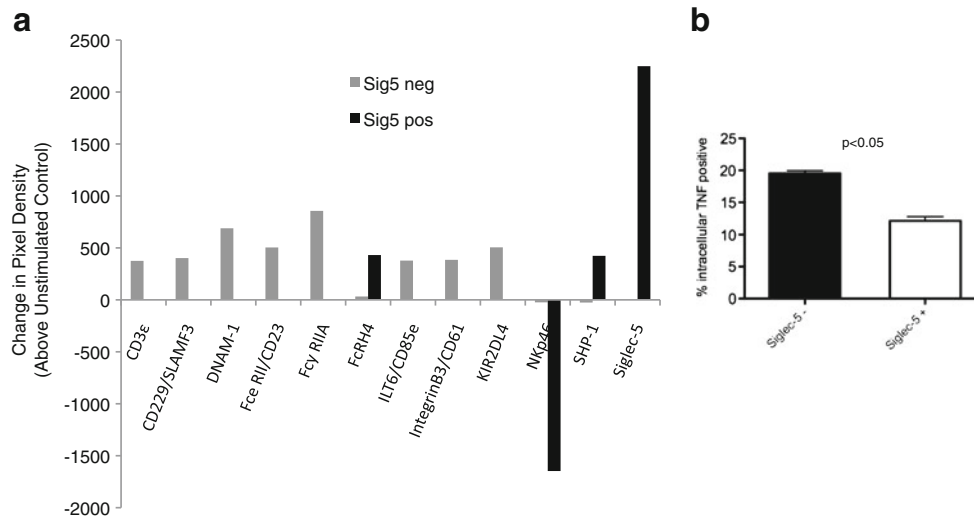 a
2500
2000
1500
1000
500
0
-500
-1000
-1500
-2000
Change in Pixel Density
(Above Unstimulated Control)
Sig5 neg
Sig5 pos
CD3ε
CD229/SLAMF3
DNAM-1
Fce RII/CD23
Fcγ RIIA
FcRH4
ILT6/CD85e
IntegrinB3/CD61
KIR2DL4
NKp46
SHP-1
Siglec-5
b
25
20
15
10
5
0
% intracellular TNF positive
p<0.05
Siglec-5 -
Siglec-5 +